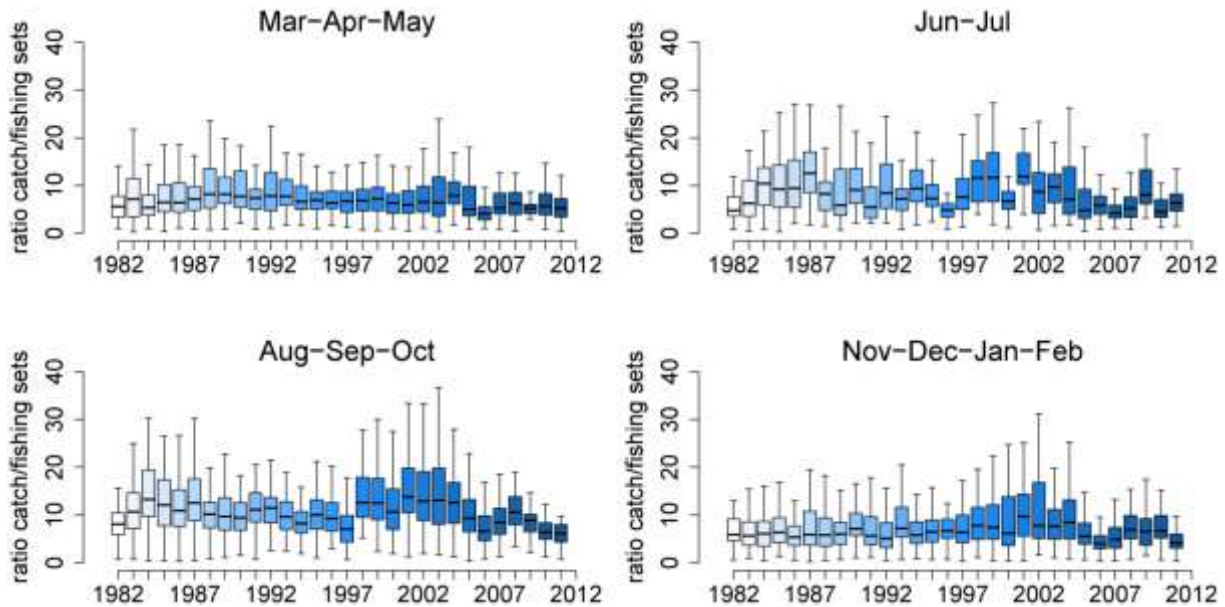 Mar-Apr-May
ratio catch/fishing sets
0 10 20 30 40
1982 1987 1992 1997 2002 2007 2012
Jun-Jul
ratio catch/fishing sets
0 10 20 30 40
1982 1987 1992 1997 2002 2007 2012
Aug-Sep-Oct
ratio catch/fishing sets
0 10 20 30 40
1982 1987 1992 1997 2002 2007 2012
Nov-Dec-Jan-Feb
ratio catch/fishing sets
0 10 20 30 40
1982 1987 1992 1997 2002 2007 2012